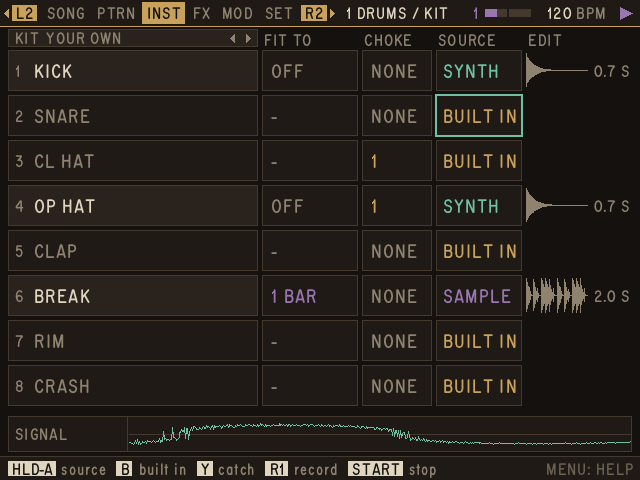 L2 SONG PTRN INST FX MOD SET R2 1 DRUMS / KIT 1 120 BPM
KIT YOUR OWN FIT TO CHOKE SOURCE EDIT
1 KICK OFF NONE SYNTH 0.7 S
2 SNARE - NONE BUILT IN
3 CL HAT - 1 BUILT IN
4 OP HAT OFF 1 SYNTH 0.7 S
5 CLAP - NONE BUILT IN
6 BREAK 1 BAR NONE SAMPLE 2.0 S
7 RIM - NONE BUILT IN
8 CRASH - NONE BUILT IN
SIGNAL
HLD-A source B built in Y catch R1 record START stop MENU: HELP